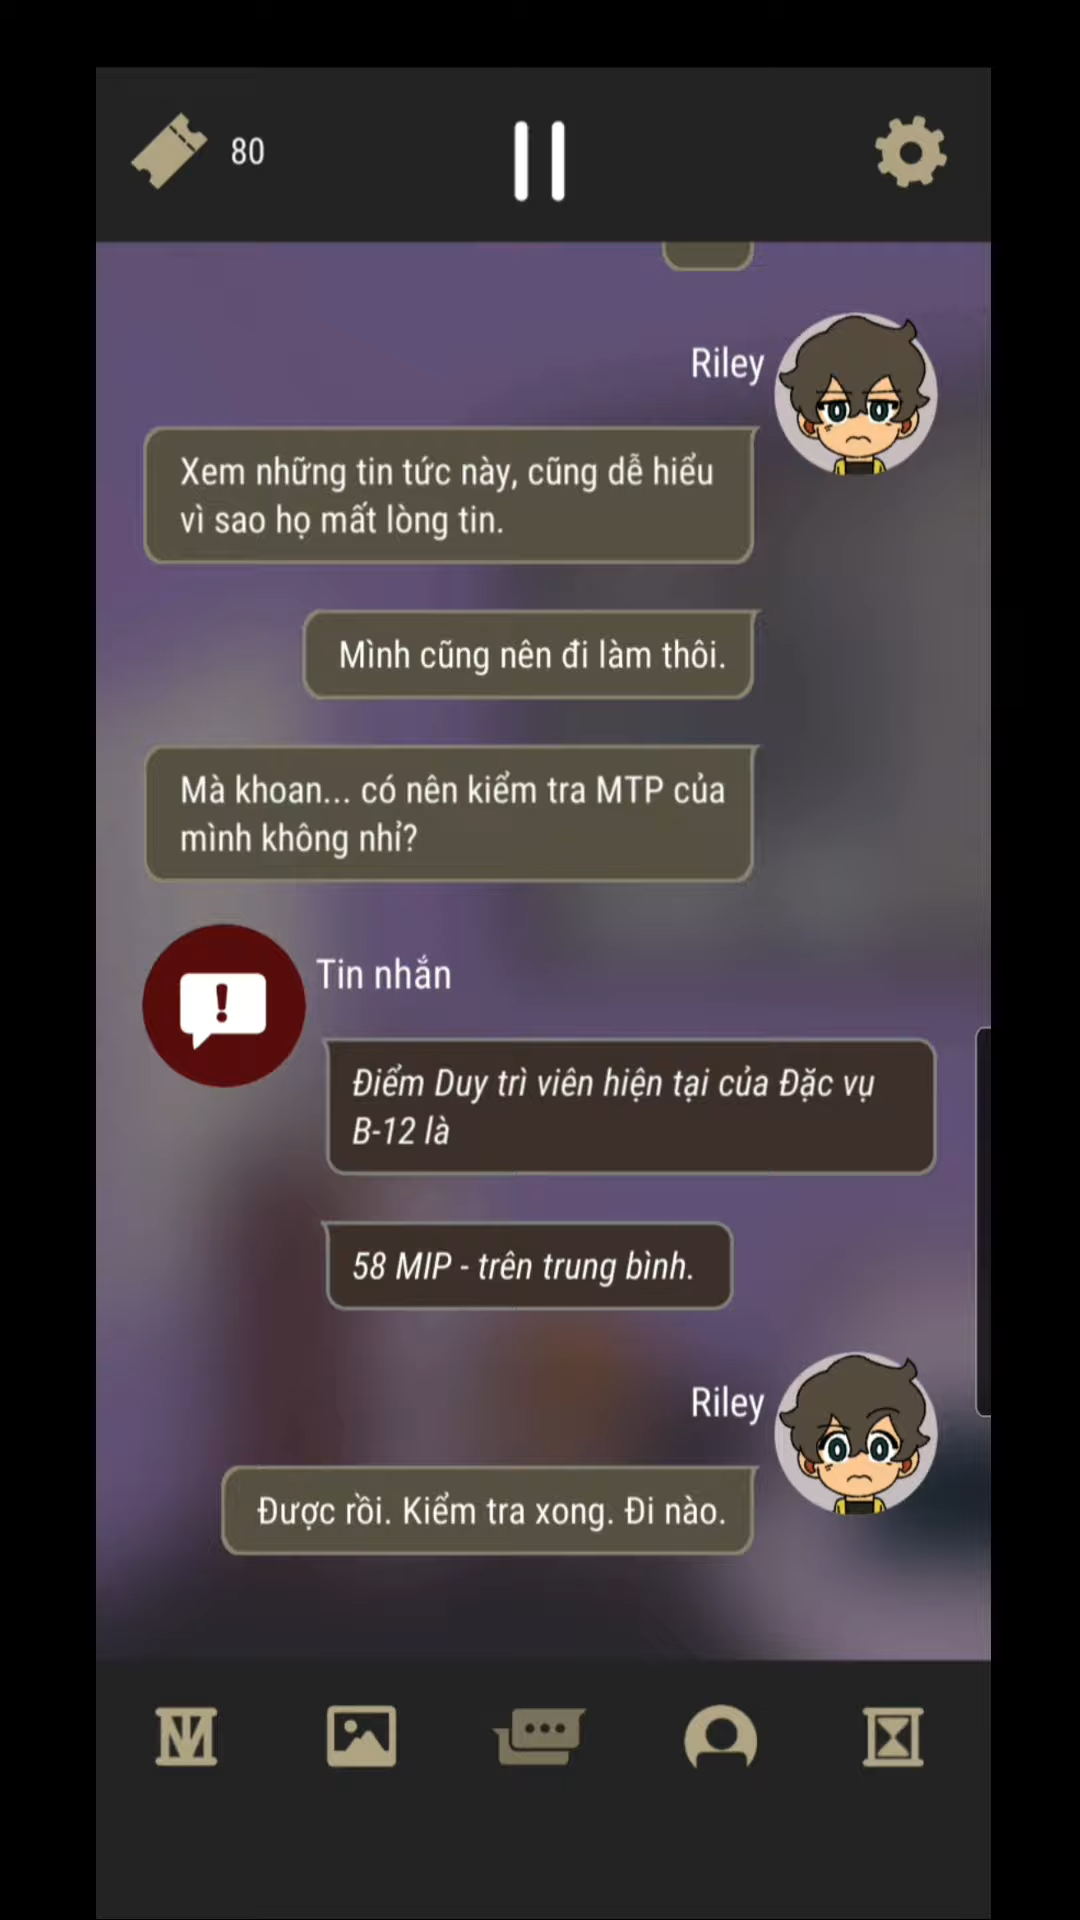 80
Riley
Xem những tin tức này, cũng dễ hiểu
vì sao họ mất lòng tin.
Mình cũng nên đi làm thôi.
Mà khoan... có nên kiểm tra MTP của
mình không nhỉ?
Tin nhắn
Điểm Duy trì viên hiện tại của Đặc vụ
B-12 là
58 MIP - trên trung bình.
Riley
Được rồi. Kiểm tra xong. Đi nào.